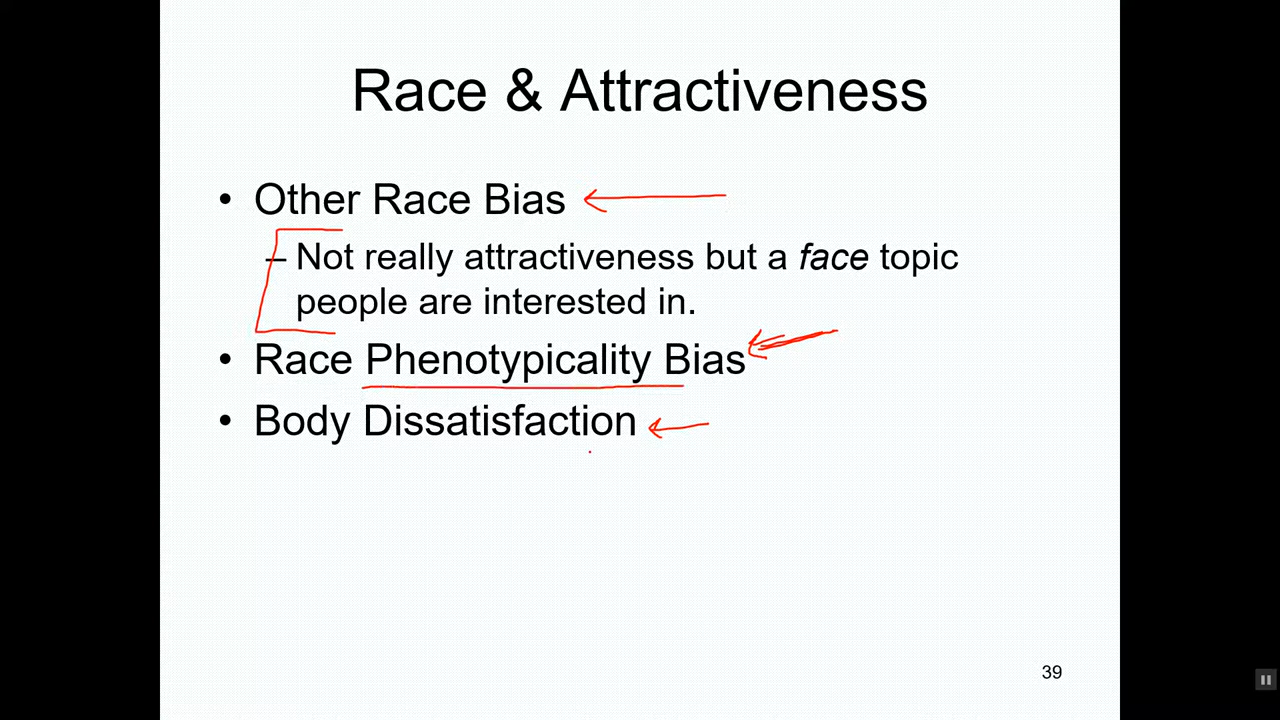 Race & Attractiveness
• Other Race Bias
– Not really attractiveness but a face topic
people are interested in.
• Race Phenotypicality Bias
• Body Dissatisfaction
39